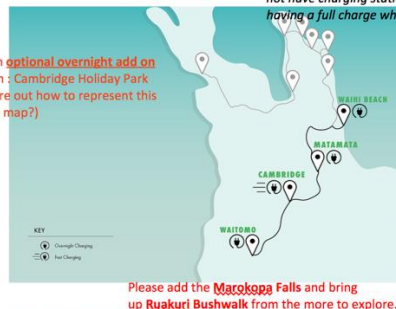 not have charging stati
having a full charge wh
optional overnight add on
: Cambridge Holiday Park
re out how to represent this
map?)
WAIHI BEACH
MATAMATA
CAMBRIDGE
WAITOMO
KEY
Overnight Charging
Fast Charging
Please add the Marokopa Falls and bring
up Ruakuri Bushwalk from the more to explore.